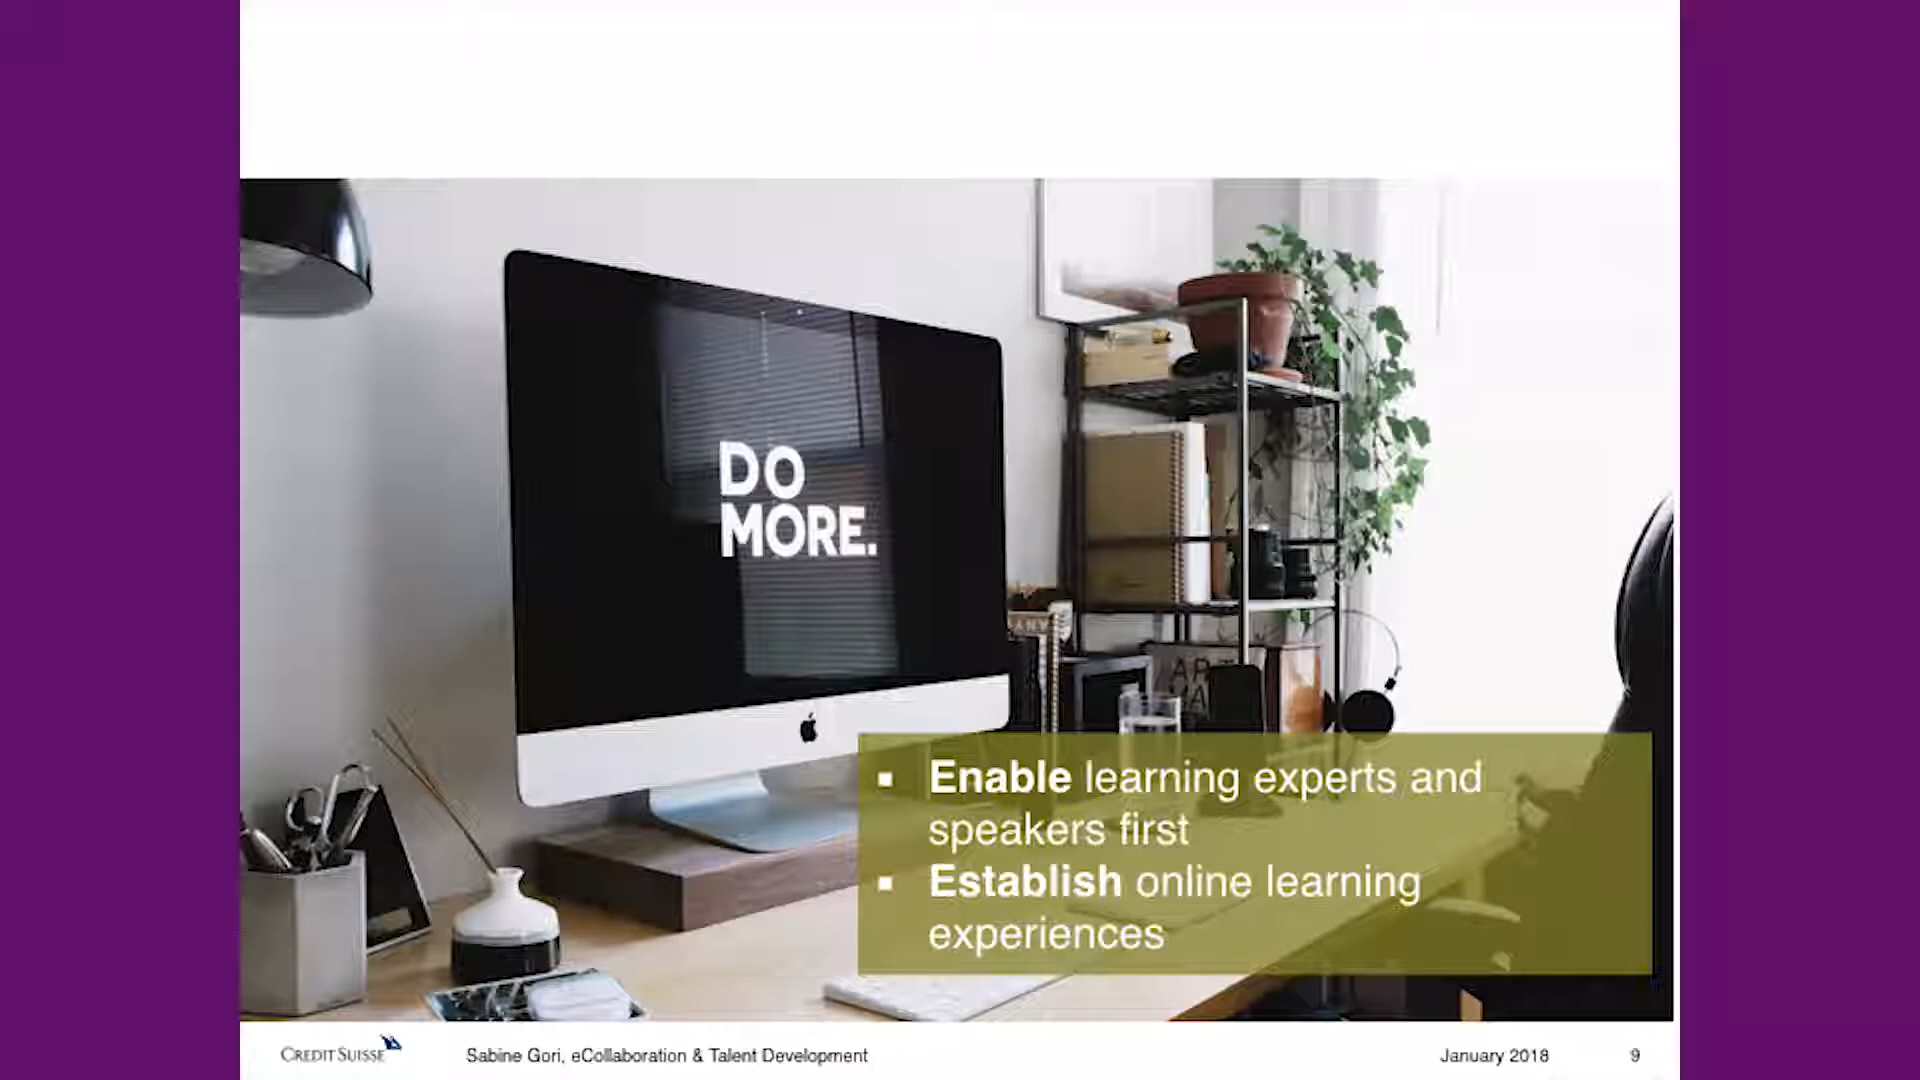 DO
MORE.
ART
▪ Enable learning experts and
speakers first
▪ Establish online learning
experiences
CREDIT SUISSE
Sabine Gori, eCollaboration & Talent Development
January 2018
9